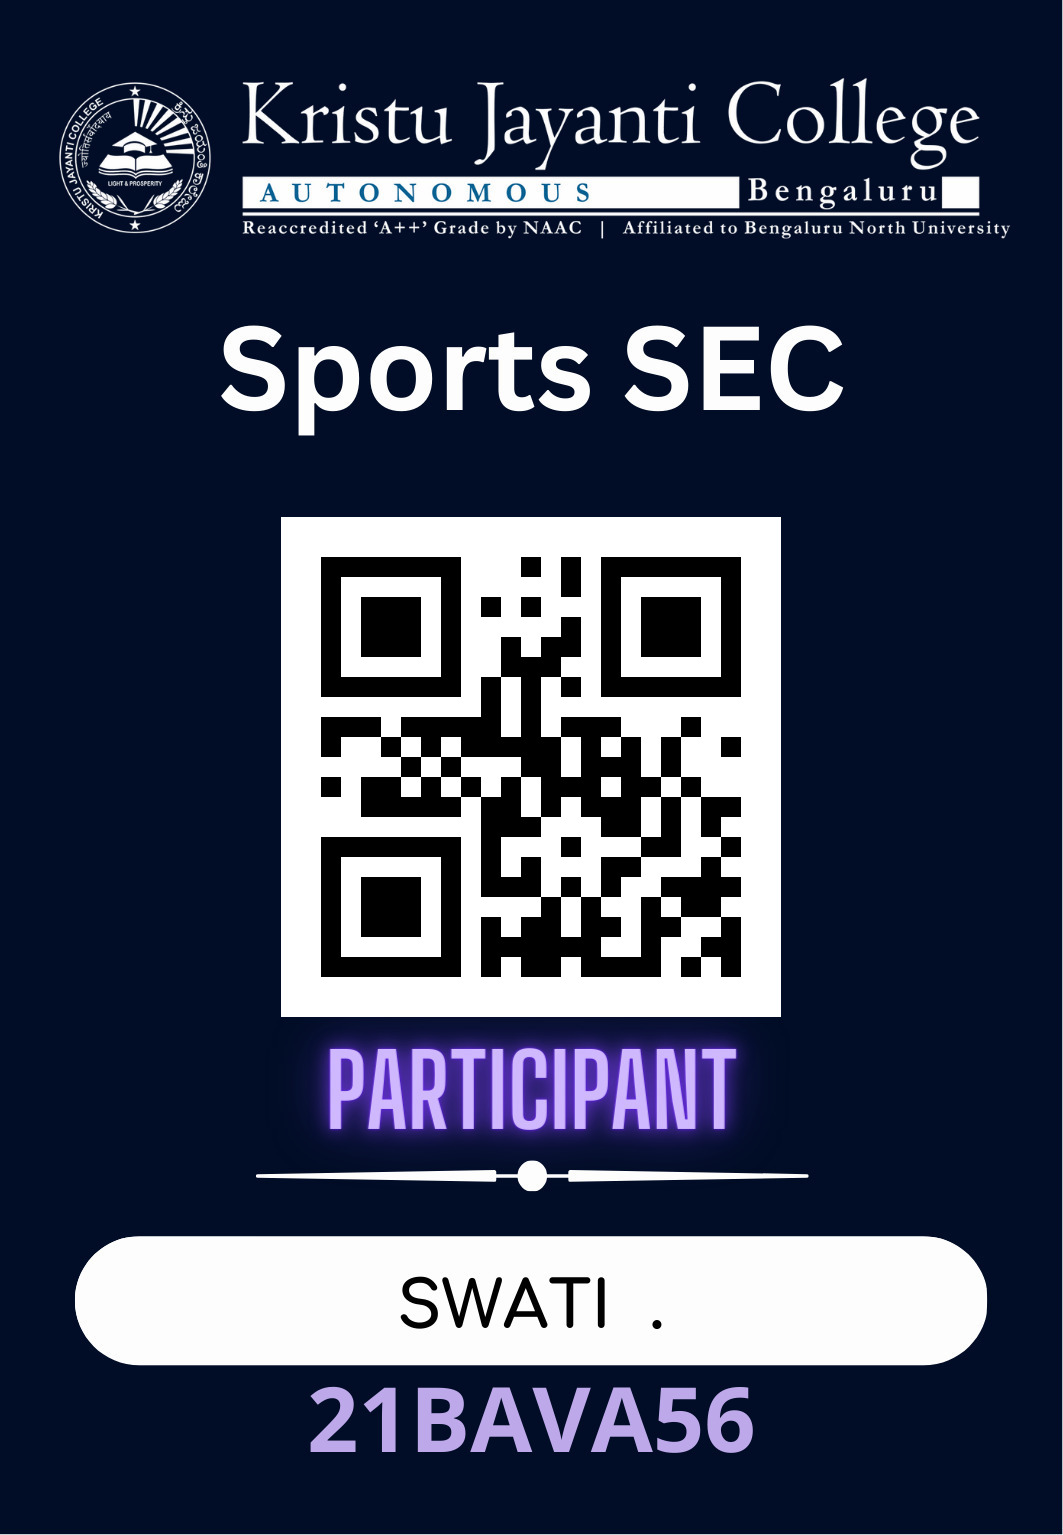 KRISTU JAYANTI COLLEGE
LIGHT & PROSPERITY
Kristu Jayanti College
AUTONOMOUS Bengaluru
Reaccredited ‘A++’ Grade by NAAC | Affiliated to Bengaluru North University
Sports SEC
PARTICIPANT
SWATI .
21BAVA56